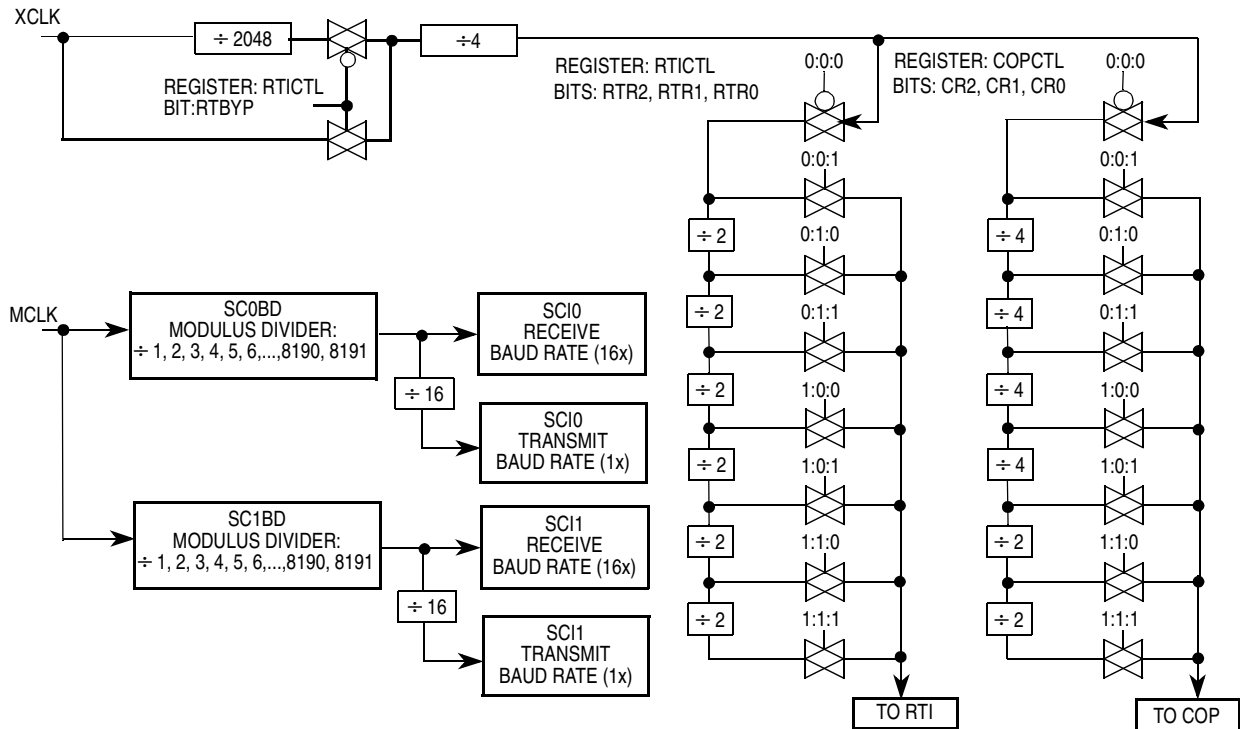 XCLK
÷ 2048
÷4
REGISTER: RTICTL
BIT:RTBYP
REGISTER: RTICTL
BITS: RTR2, RTR1, RTR0
0:0:0
REGISTER: COPCTL
BITS: CR2, CR1, CR0
0:0:0
0:0:1
÷ 2
0:1:0
÷ 2
0:1:1
÷ 2
1:0:0
÷ 2
1:0:1
÷ 2
1:1:0
÷ 2
1:1:1
TO RTI
0:0:1
÷ 4
0:1:0
÷ 4
0:1:1
÷ 4
1:0:0
÷ 4
1:0:1
÷ 2
1:1:0
÷ 2
1:1:1
TO COP
MCLK
SC0BD
MODULUS DIVIDER:
÷ 1, 2, 3, 4, 5, 6,...,8190, 8191
SCI0
RECEIVE
BAUD RATE (16x)
÷ 16
SCI0
TRANSMIT
BAUD RATE (1x)
SC1BD
MODULUS DIVIDER:
÷ 1, 2, 3, 4, 5, 6,...,8190, 8191
SCI1
RECEIVE
BAUD RATE (16x)
÷ 16
SCI1
TRANSMIT
BAUD RATE (1x)